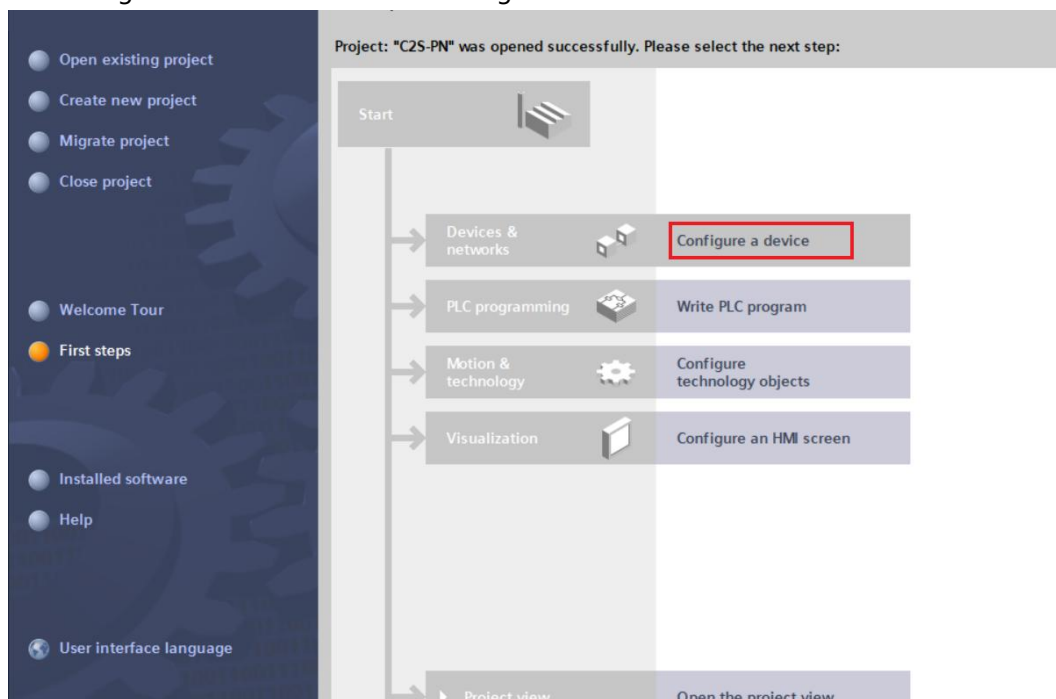 Open existing project
Create new project
Migrate project
Close project
Welcome Tour
First steps
Installed software
Help
User interface language
Project: "C2S-PN" was opened successfully. Please select the next step:
Start
Devices &
networks
Configure a device
PLC programming
Write PLC program
Motion &
technology
Configure
technology objects
Visualization
Configure an HMI screen
Project view
Open the project view